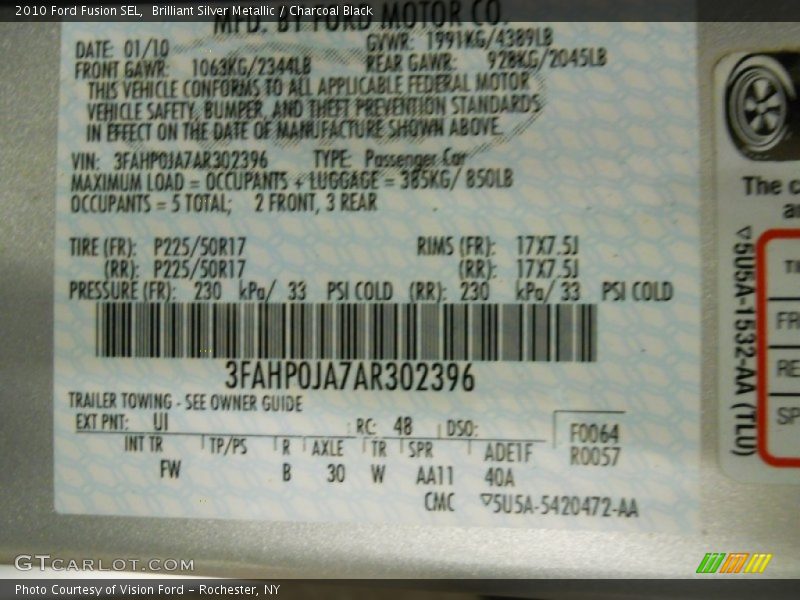 2010 Ford Fusion SEL,  Brilliant Silver Metallic / Charcoal Black
MFD. BY FORD MOTOR CO.
DATE: 01/10 GVWR: 1991KG/4389LB
FRONT GAWR: 1063KG/2344LB REAR GAWR: 928KG/2045LB
THIS VEHICLE CONFORMS TO ALL APPLICABLE FEDERAL MOTOR
VEHICLE SAFETY, BUMPER, AND THEFT PREVENTION STANDARDS
IN EFFECT ON THE DATE OF MANUFACTURE SHOWN ABOVE.
VIN: 3FAHP0JA7AR302396 TYPE: Passenger Car
MAXIMUM LOAD = OCCUPANTS + LUGGAGE = 385KG/ 850LB
OCCUPANTS = 5 TOTAL; 2 FRONT, 3 REAR
TIRE (FR): P225/50R17 RIMS (FR): 17X7.5J
(RR): P225/50R17 (RR): 17X7.5J
PRESSURE (FR): 230 kPa/ 33 PSI COLD (RR): 230 kPa/ 33 PSI COLD
3FAHP0JA7AR302396
TRAILER TOWING - SEE OWNER GUIDE
EXT PNT: UI RC: 48 DSO: F0064
INT TR TP/PS R AXLE TR SPR ADE1F R0057
FW B 30 W AA11 40A
CMC ▽5U5A-5420472-AA
The c
a
▽5U5A-1532-AA (TLU)
TI
FR
RE
SP
GTCARLOT.COM
Photo Courtesy of Vision Ford – Rochester, NY